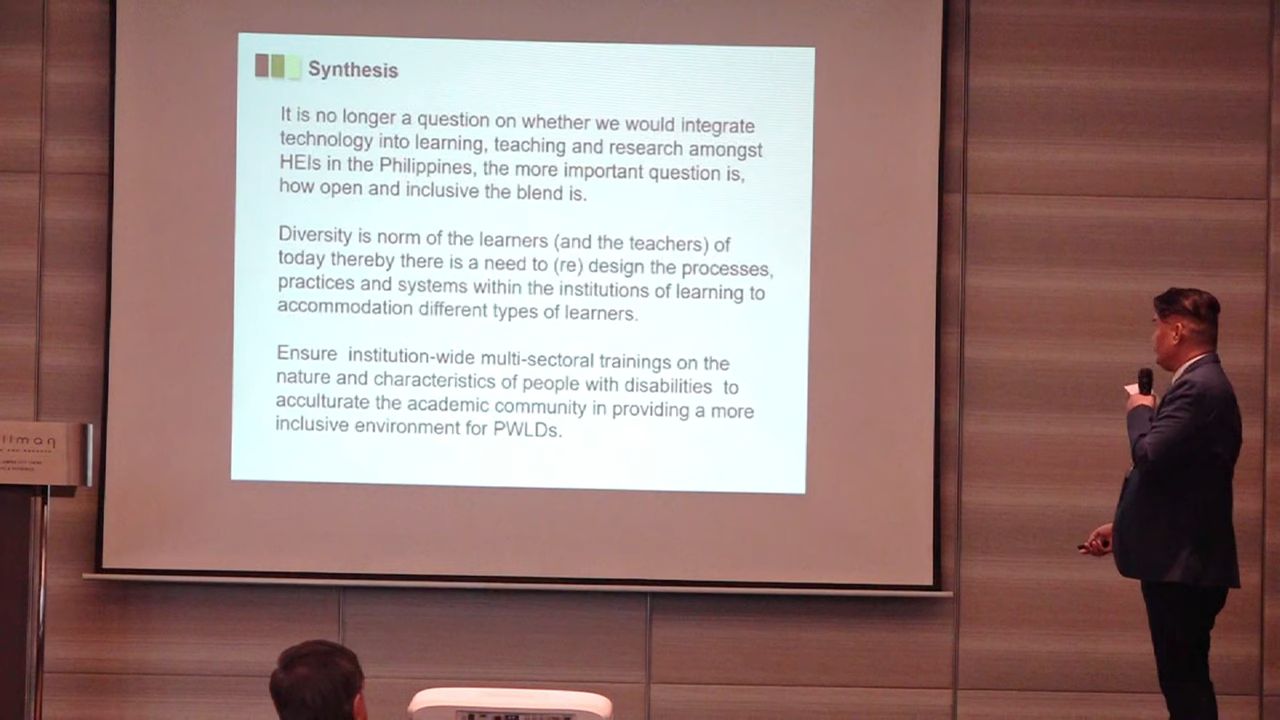 Synthesis
It is no longer a question on whether we would integrate
technology into learning, teaching and research amongst
HEIs in the Philippines, the more important question is,
how open and inclusive the blend is.
Diversity is norm of the learners (and the teachers) of
today thereby there is a need to (re) design the processes,
practices and systems within the institutions of learning to
accommodation different types of learners.
Ensure institution-wide multi-sectoral trainings on the
nature and characteristics of people with disabilities to
acculturate the academic community in providing a more
inclusive environment for PWLDs.